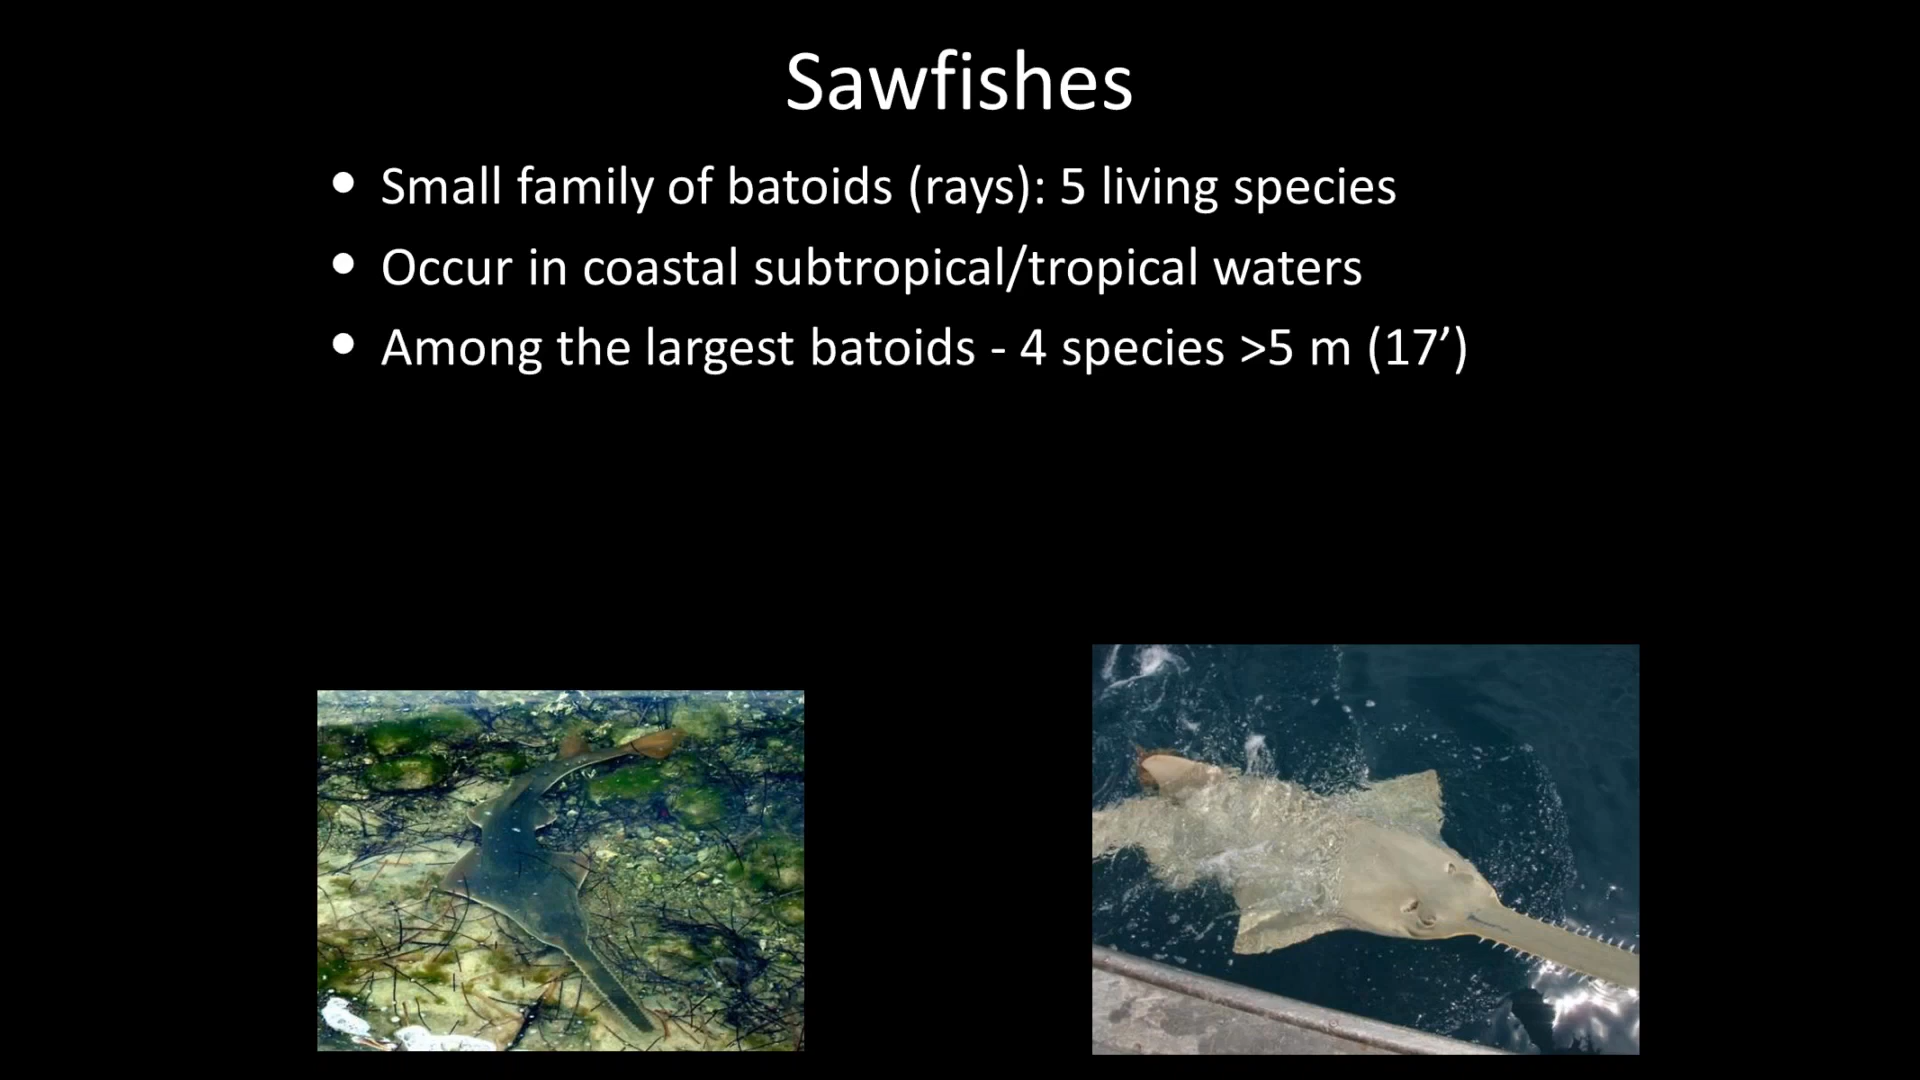 Sawfishes
• Small family of batoids (rays): 5 living species
• Occur in coastal subtropical/tropical waters
• Among the largest batoids - 4 species >5 m (17’)